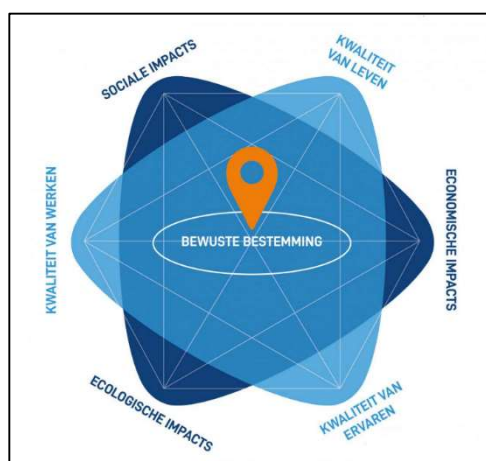 SOCIALE IMPACTS
KWALITEIT
VAN LEVEN
KWALITEIT VAN WERKEN
BEWUSTE BESTEMMING
ECONOMISCHE IMPACTS
ECOLOGISCHE IMPACTS
KWALITEIT VAN
ERVAREN